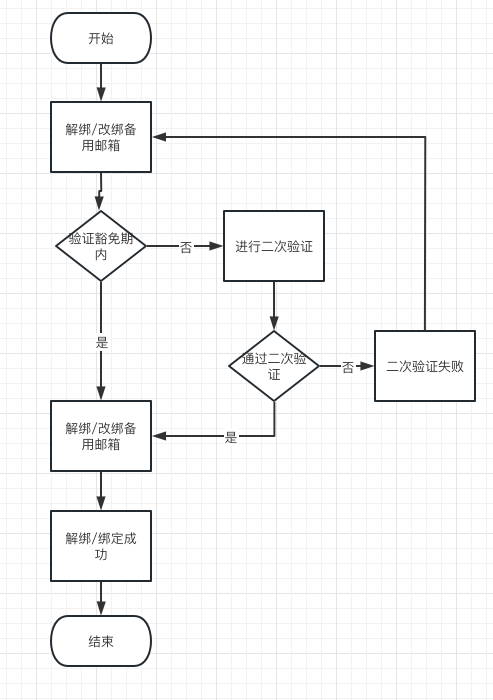 开始
解绑/改绑备
用邮箱
验证豁免期
内
否
进行二次验证
是
通过二次验
证
否
二次验证失败
解绑/改绑备
用邮箱
是
解绑/绑定成
功
结束